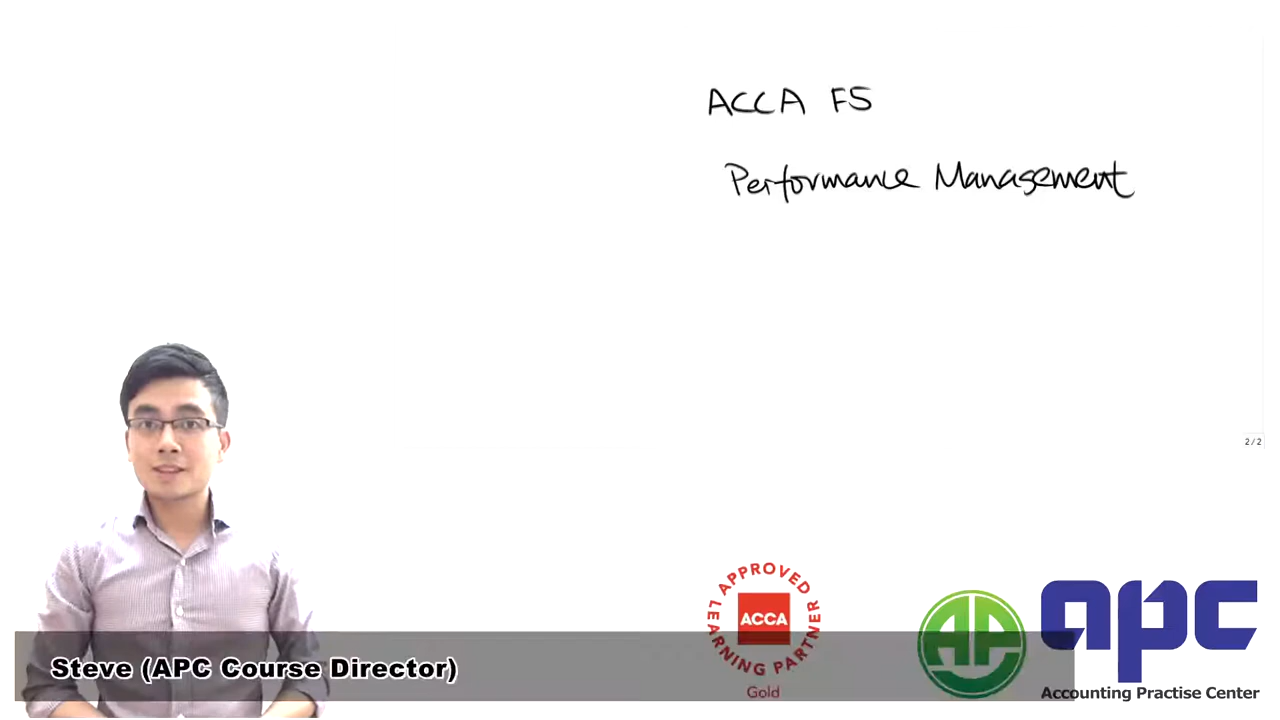 ACCA F5
Performance Management
2/2
APPROVED
LEARNING PARTNER
ACCA
Gold
AP
apc
Accounting Practise Center
Steve (APC Course Director)